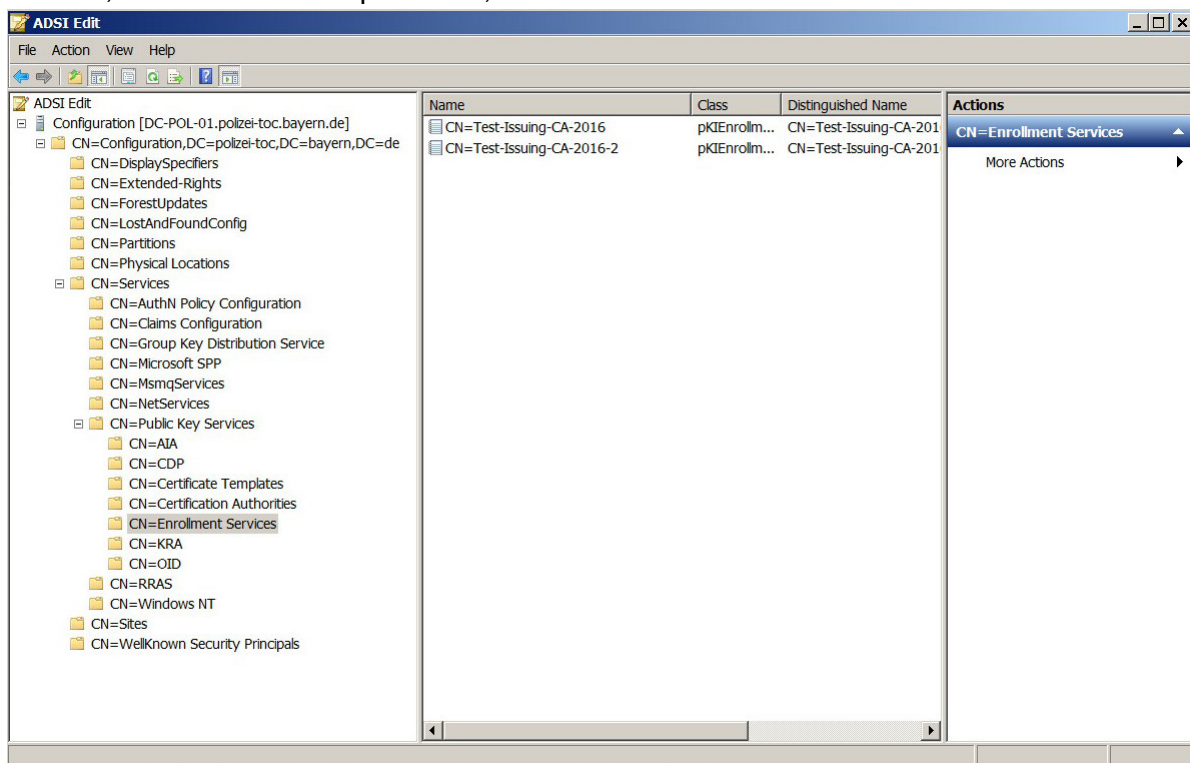 ADSI Edit
File Action View Help
ADSI Edit
Configuration [DC-POL-01.polizei-toc.bayern.de]
CN=Configuration,DC=polizei-toc,DC=bayern,DC=de
CN=DisplaySpecifiers
CN=Extended-Rights
CN=ForestUpdates
CN=LostAndFoundConfig
CN=Partitions
CN=Physical Locations
CN=Services
CN=AuthN Policy Configuration
CN=Claims Configuration
CN=Group Key Distribution Service
CN=Microsoft SPP
CN=MsmqServices
CN=NetServices
CN=Public Key Services
CN=AIA
CN=CDP
CN=Certificate Templates
CN=Certification Authorities
CN=Enrollment Services
CN=KRA
CN=OID
CN=RRAS
CN=Windows NT
CN=Sites
CN=WellKnown Security Principals
Name Class Distinguished Name
CN=Test-Issuing-CA-2016 pKIEnrollm... CN=Test-Issuing-CA-201
CN=Test-Issuing-CA-2016-2 pKIEnrollm... CN=Test-Issuing-CA-201
Actions
CN=Enrollment Services
More Actions